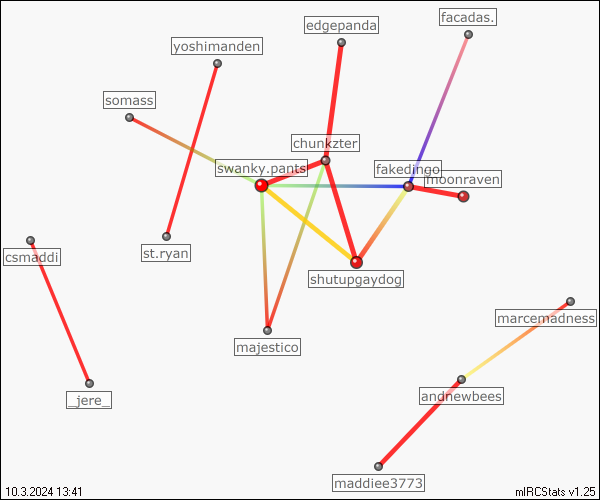 facadas.
edgepanda
yoshimanden
somass
chunkzter
swanky.pants
fakedingo
moonraven
st.ryan
csmaddi
shutupgaydog
marcemadness
majestico
andnewbees
_jere_
maddiee3773
10.3.2024 13:41
mIRCStats v1.25